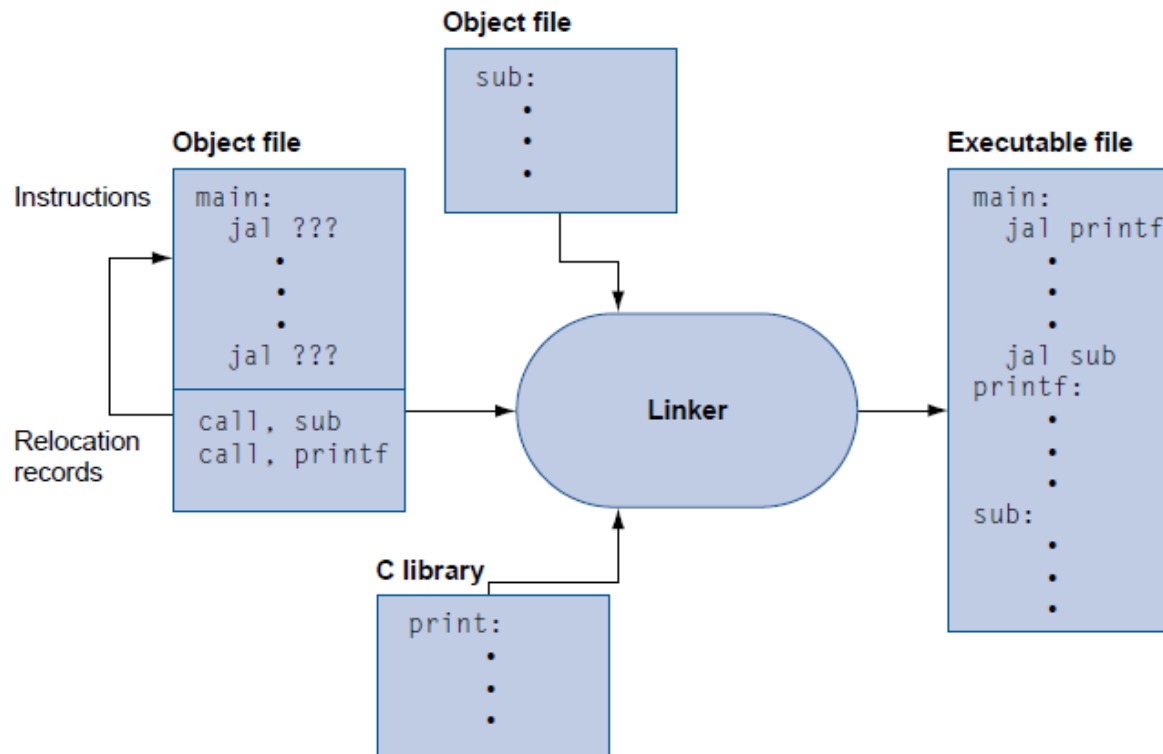 Object file
sub:
•
•
•
Object file
Instructions
main:
jal ???
•
•
•
jal ???
Relocation
records
call, sub
call, printf
Linker
C library
print:
•
•
•
Executable file
main:
jal printf
•
•
•
jal sub
printf:
•
•
•
sub:
•
•
•